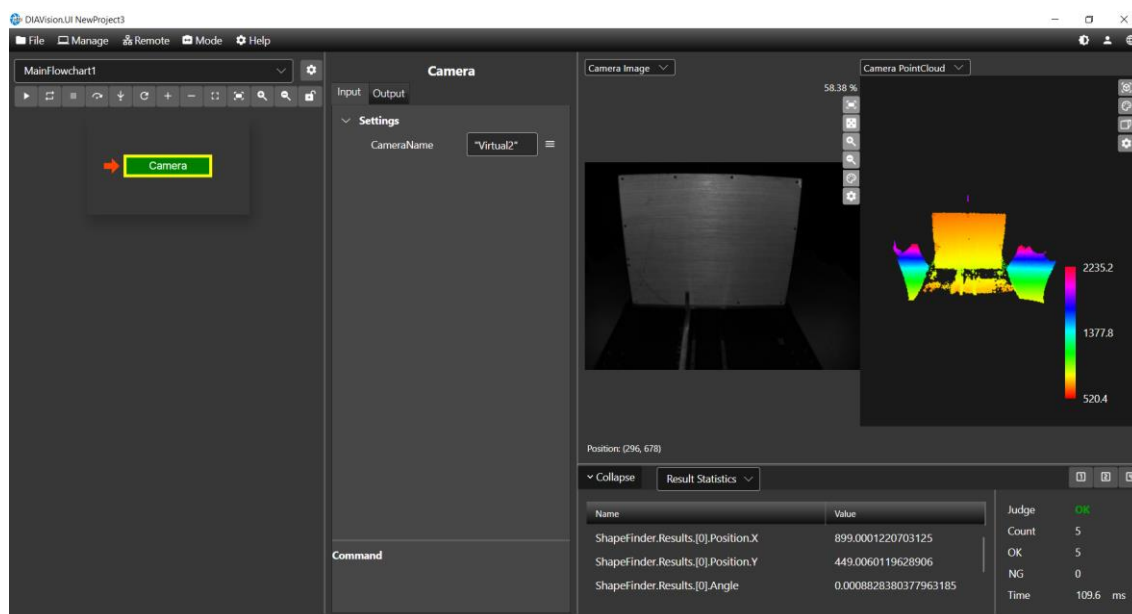 DIAVision.UI NewProject3
File Manage Remote Mode Help
MainFlowchart1
Camera
Camera
Input Output
Settings
CameraName "Virtual2"
Command
Camera Image
58.38 %
Camera PointCloud
2235.2
1377.8
520.4
Position: (296, 678)
Collapse Result Statistics
Name Value
ShapeFinder.Results.[0].Position.X 899.0001220703125
ShapeFinder.Results.[0].Position.Y 449.0060119628906
ShapeFinder.Results.[0].Angle 0.0008828380377963185
Judge OK
Count 5
OK 5
NG 0
Time 109.6 ms